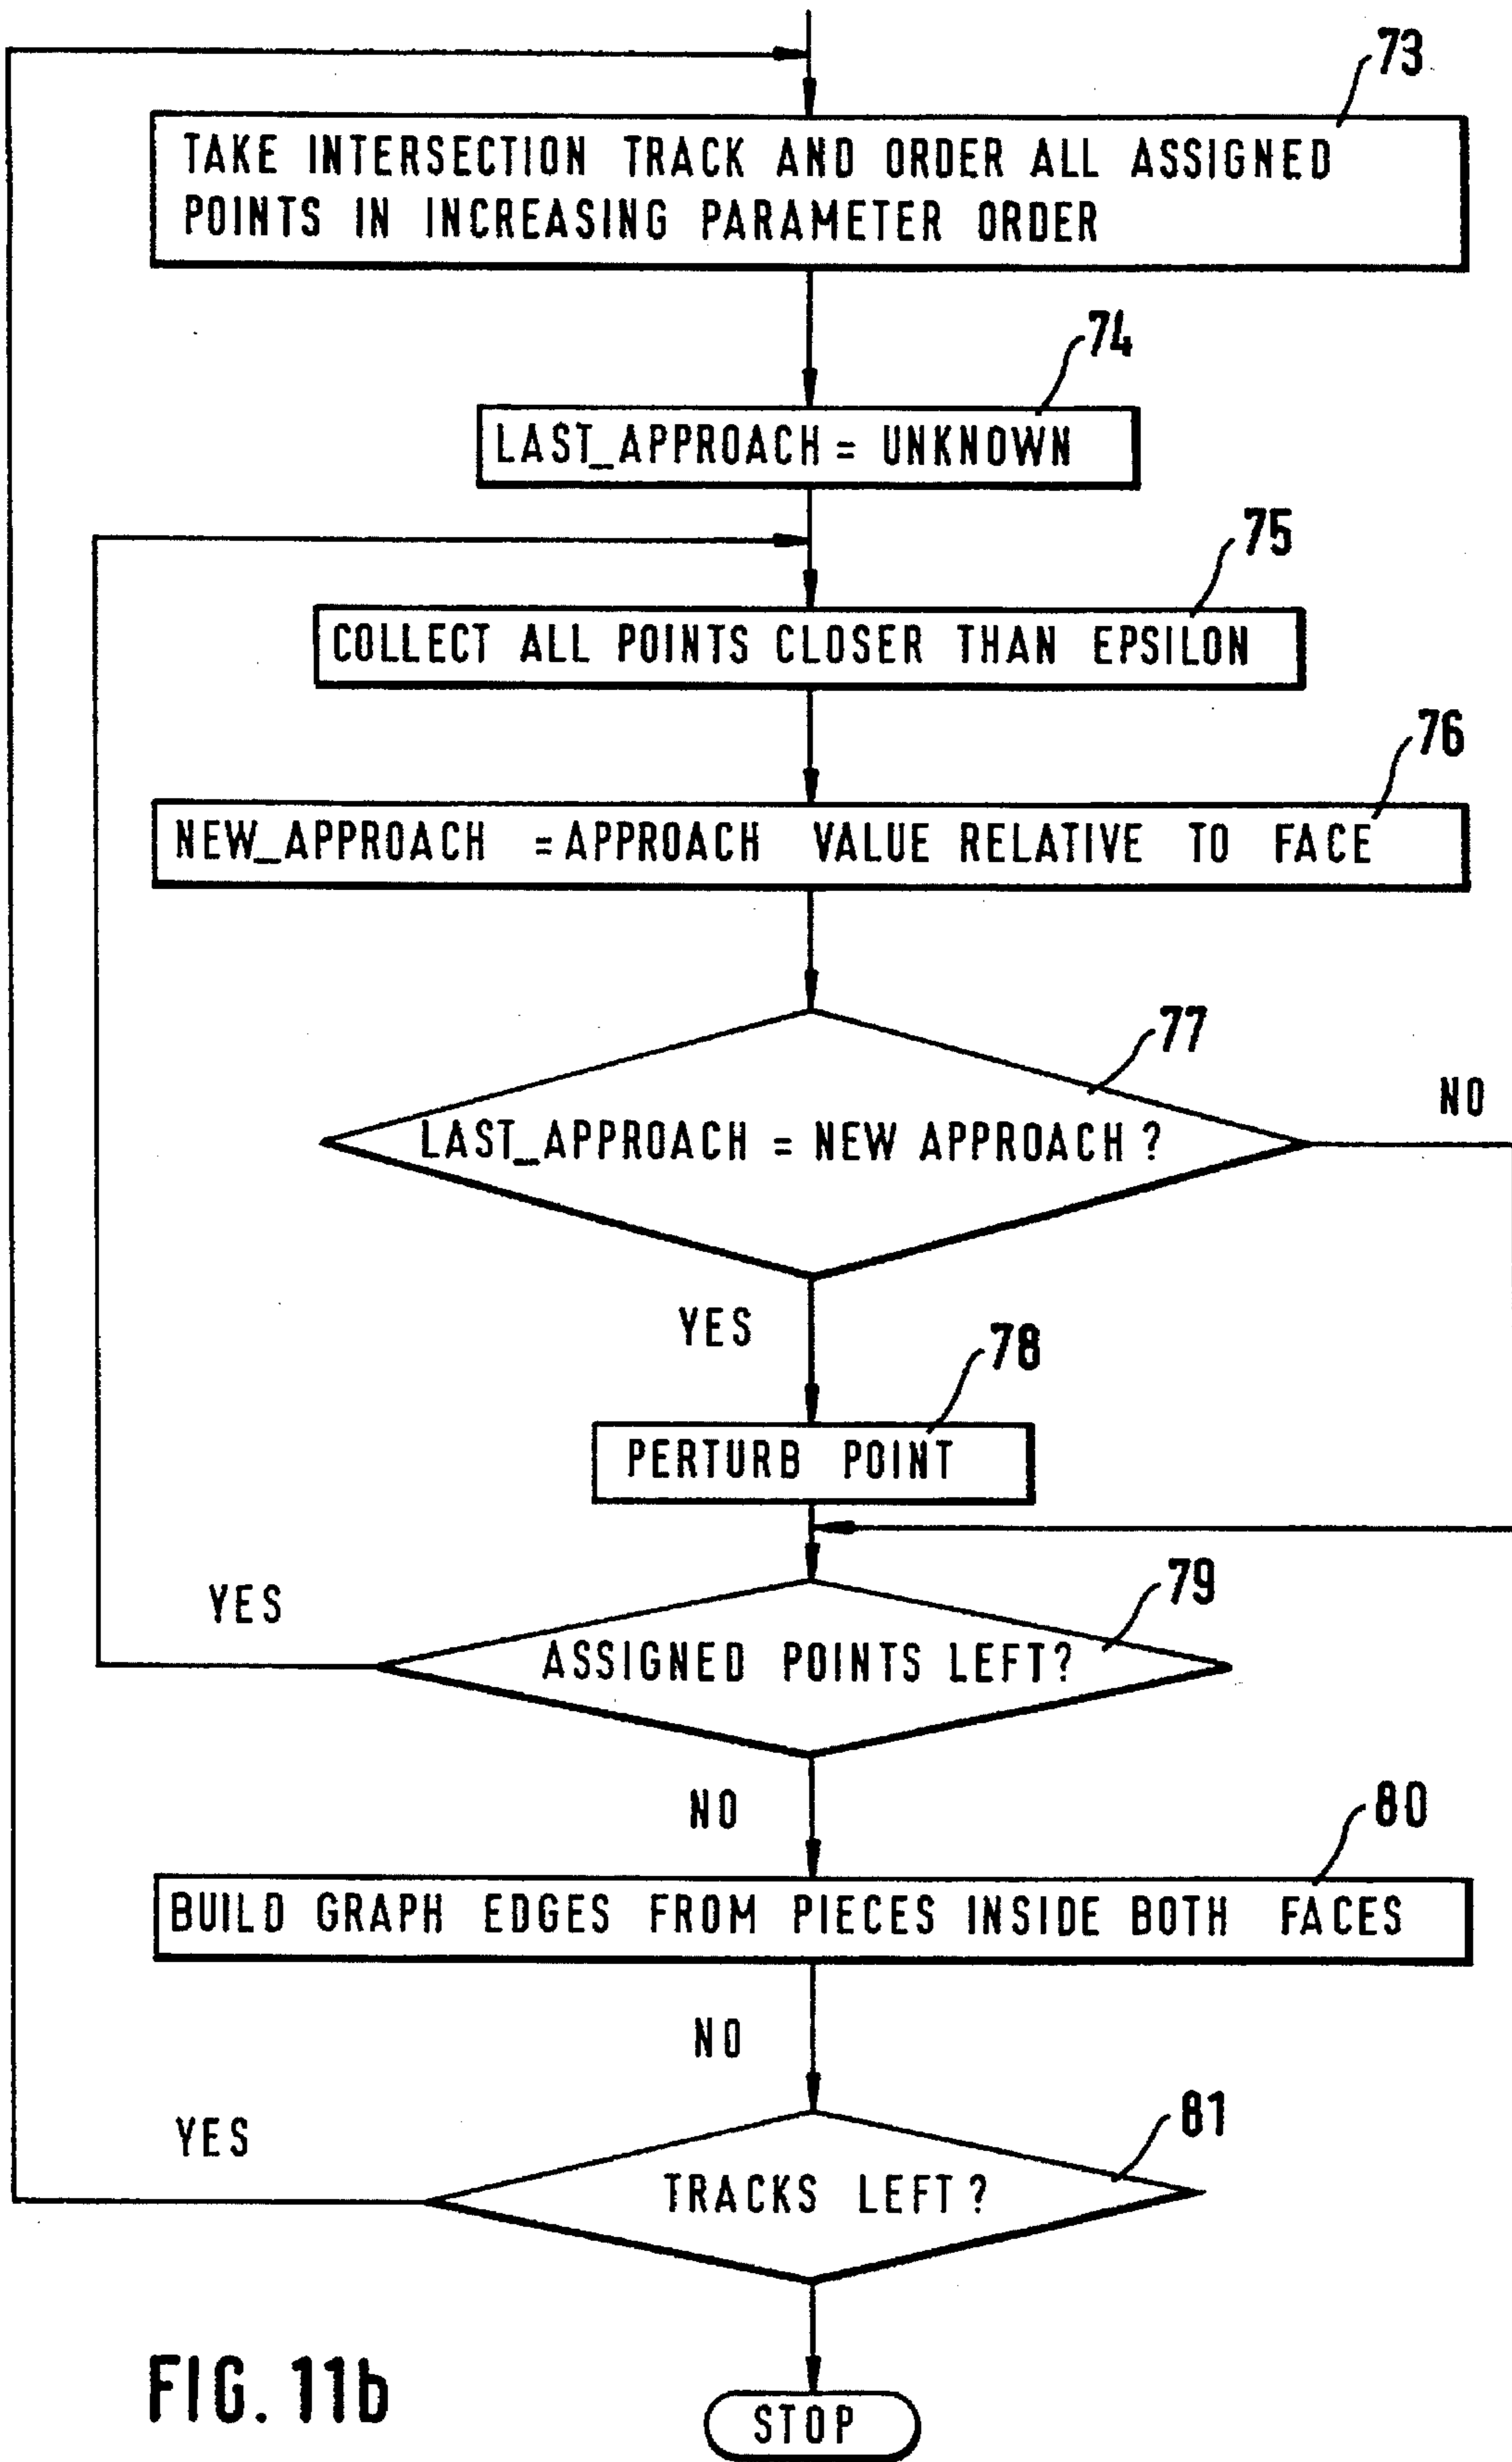 73
TAKE INTERSECTION TRACK AND ORDER ALL ASSIGNED
POINTS IN INCREASING PARAMETER ORDER
74
LAST_APPROACH = UNKNOWN
75
COLLECT ALL POINTS CLOSER THAN EPSILON
76
NEW_APPROACH = APPROACH VALUE RELATIVE TO FACE
77
NO
LAST_APPROACH = NEW APPROACH ?
YES
78
PERTURB POINT
79
YES
ASSIGNED POINTS LEFT?
NO
80
BUILD GRAPH EDGES FROM PIECES INSIDE BOTH FACES
NO
81
YES
TRACKS LEFT?
FIG. 11b
STOP